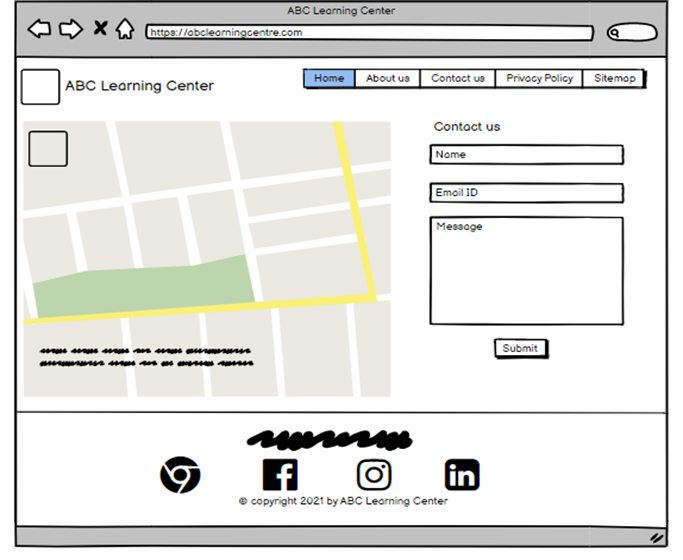 ABC Learning Center
https://abclearningcentre.com
ABC Learning Center
Home About us Contact us Privacy Policy Sitemap
Contact us
Name
Email ID
Message
Submit
© copyright 2021 by ABC Learning Center